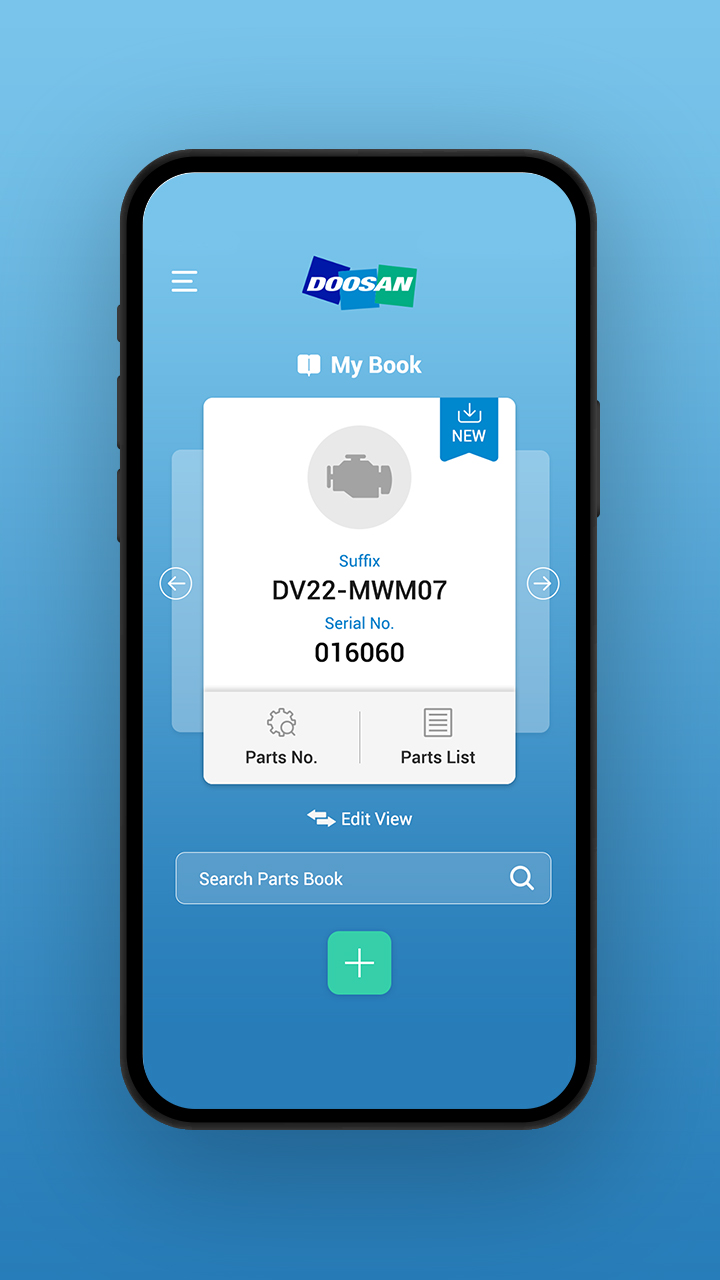 DOOSAN
My Book
NEW
Suffix
DV22-MWM07
Serial No.
016060
Parts No.
Parts List
Edit View
Search Parts Book